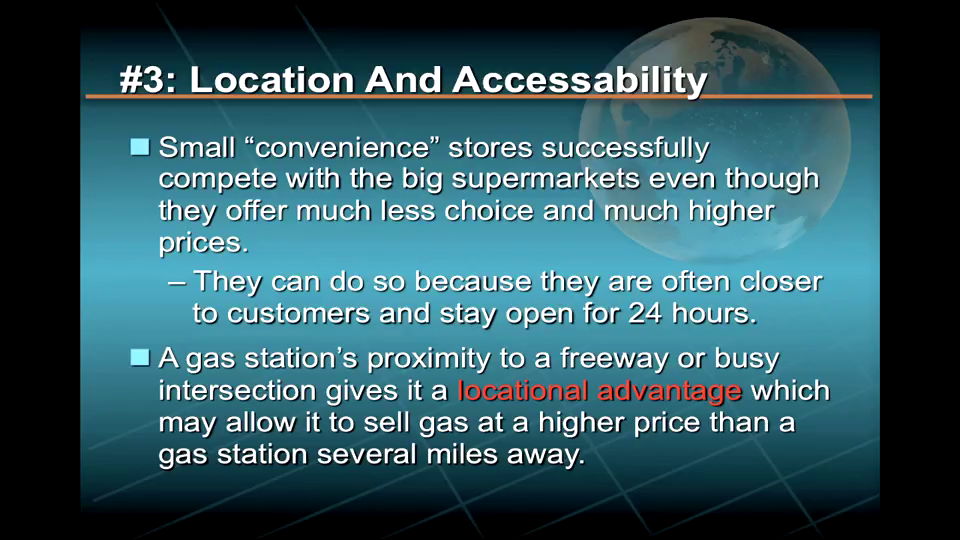 #3: Location And Accessability
Small “convenience” stores successfully
compete with the big supermarkets even though
they offer much less choice and much higher
prices.
– They can do so because they are often closer
to customers and stay open for 24 hours.
A gas station’s proximity to a freeway or busy
intersection gives it a locational advantage which
may allow it to sell gas at a higher price than a
gas station several miles away.